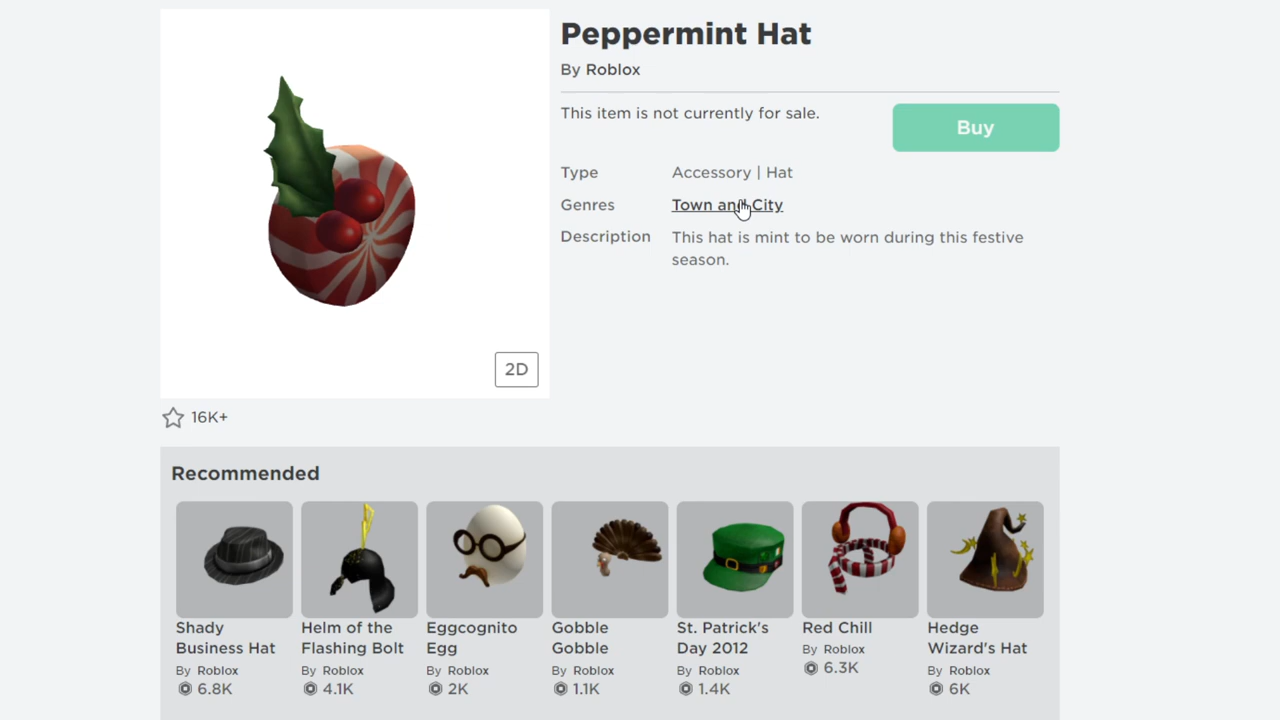 Peppermint Hat
By Roblox
This item is not currently for sale.
Buy
Type Accessory | Hat
Genres Town and City
Description This hat is mint to be worn during this festive
season.
2D
16K+
Recommended
Shady
Business Hat
By Roblox
6.8K
Helm of the
Flashing Bolt
By Roblox
4.1K
Eggcognito
Egg
By Roblox
2K
Gobble
Gobble
By Roblox
1.1K
St. Patrick's
Day 2012
By Roblox
1.4K
Red Chill
By Roblox
6.3K
Hedge
Wizard's Hat
By Roblox
6K